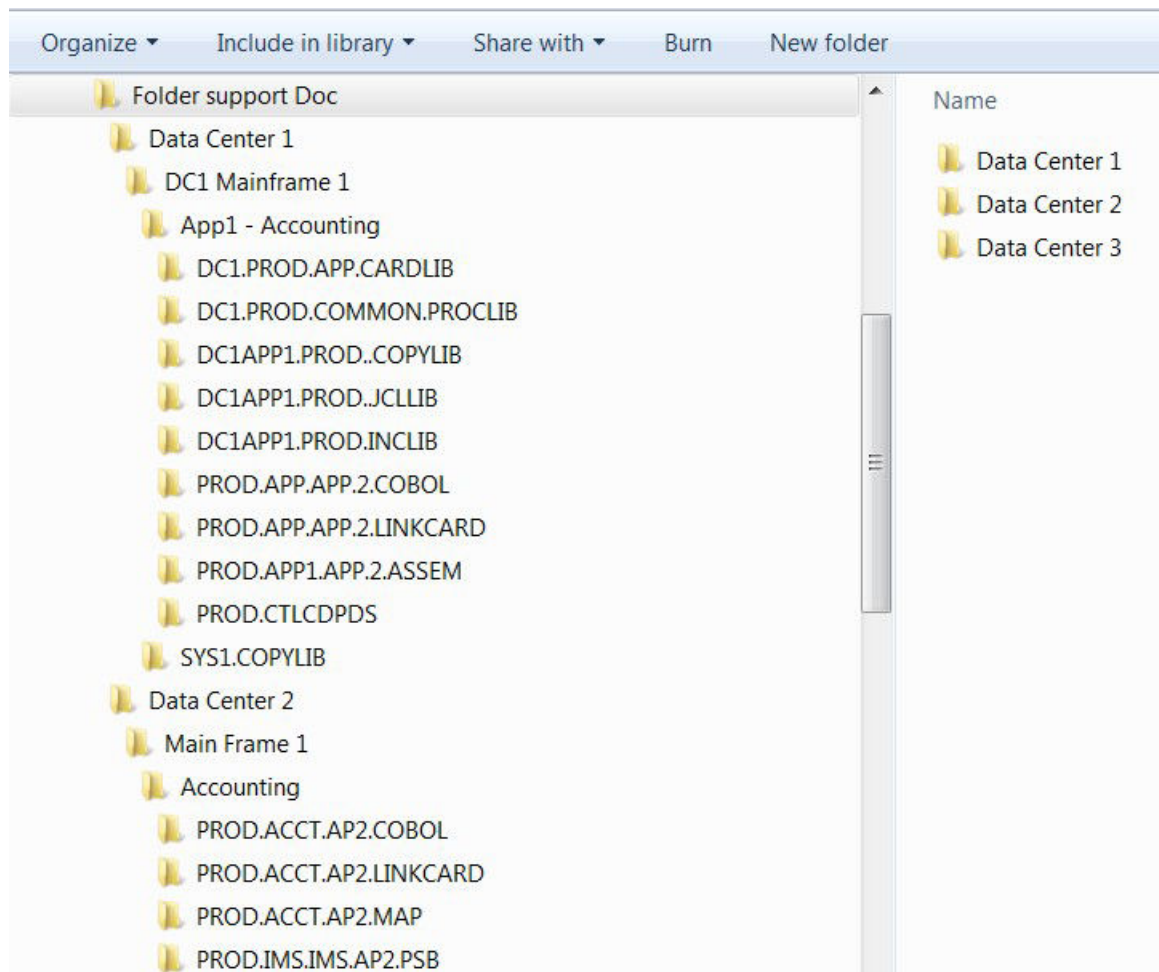 Organize Include in library Share with Burn New folder
Folder support Doc
Data Center 1
DC1 Mainframe 1
App1 - Accounting
DC1.PROD.APP.CARDLIB
DC1.PROD.COMMON.PROCLIB
DC1APP1.PROD..COPYLIB
DC1APP1.PROD..JCLLIB
DC1APP1.PROD.INCLIB
PROD.APP.APP.2.COBOL
PROD.APP.APP.2.LINKCARD
PROD.APP1.APP.2.ASSEM
PROD.CTLCDPDS
SYS1.COPYLIB
Data Center 2
Main Frame 1
Accounting
PROD.ACCT.AP2.COBOL
PROD.ACCT.AP2.LINKCARD
PROD.ACCT.AP2.MAP
PROD.IMS.IMS.AP2.PSB
Name
Data Center 1
Data Center 2
Data Center 3